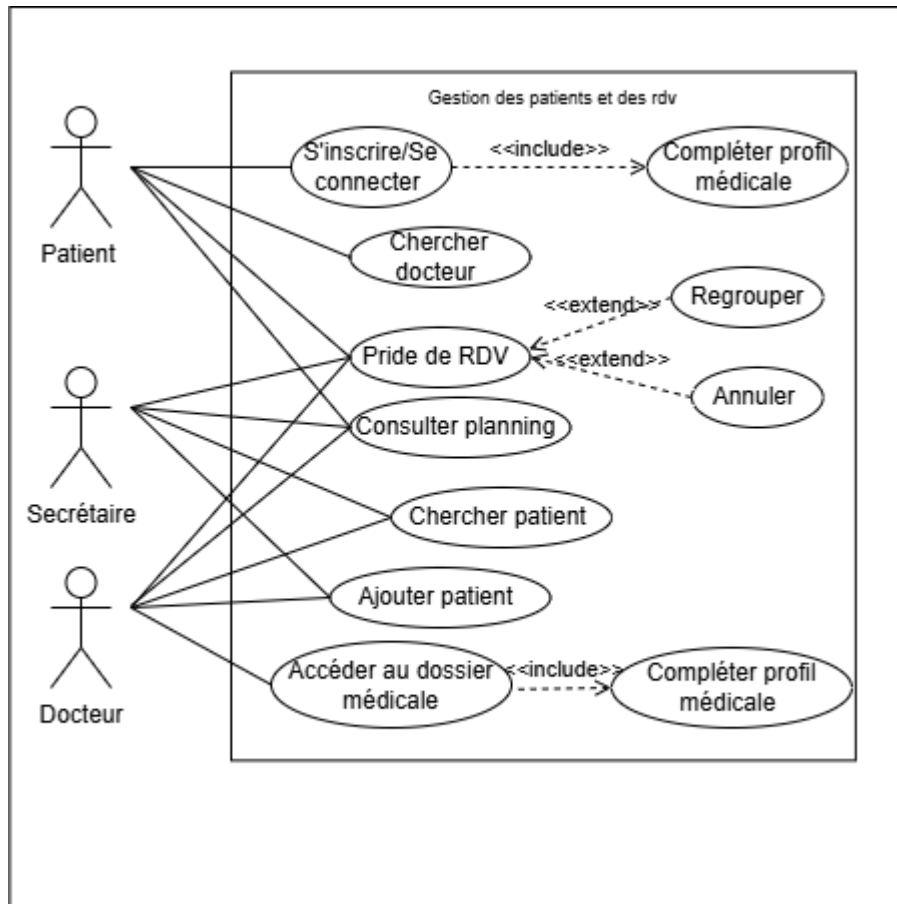 Gestion des patients et des rdv
S'inscrire/Se
connecter
<<include>>
Compléter profil
médicale
Patient
Chercher
docteur
<<extend>>
Regrouper
Pride de RDV
<<extend>>
Annuler
Consulter planning
Secrétaire
Chercher patient
Ajouter patient
Docteur
Accéder au dossier
médicale
<<include>>
Compléter profil
médicale